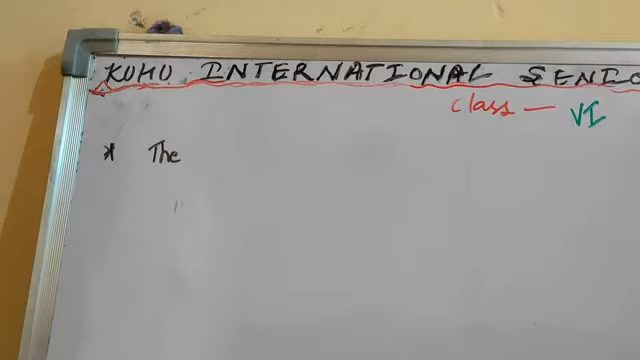 KUHU INTERNATIONAL SENIO
class — VI
* The